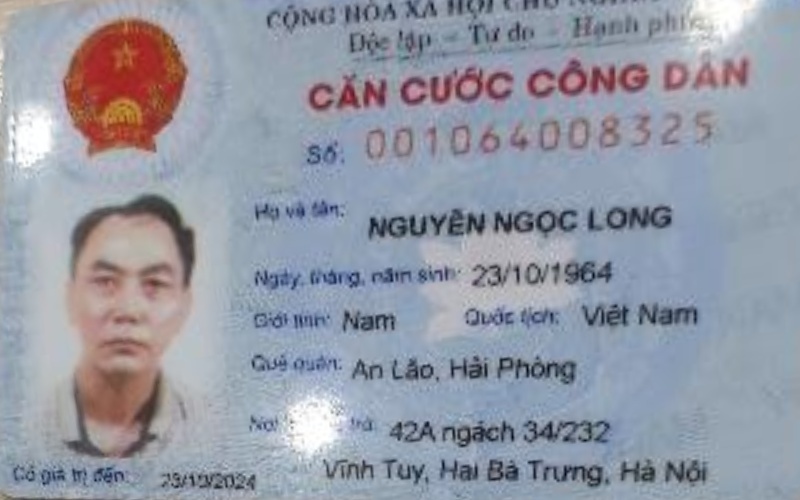 CỘNG HÒA XÃ HỘI CHỦ
Độc lập - Tự do - Hạnh phúc
CĂN CƯỚC CÔNG DÂN
Số: 001064008325
Họ và tên: NGUYỄN NGỌC LONG
Ngày, tháng, năm sinh: 23/10/1964
Giới tính: Nam Quốc tịch: Việt Nam
Quê quán: An Lão, Hải Phòng
Nơi trú: 42A ngách 34/232
Vĩnh Tuy, Hai Bà Trưng, Hà Nội
Có giá trị đến: 23/10/2024